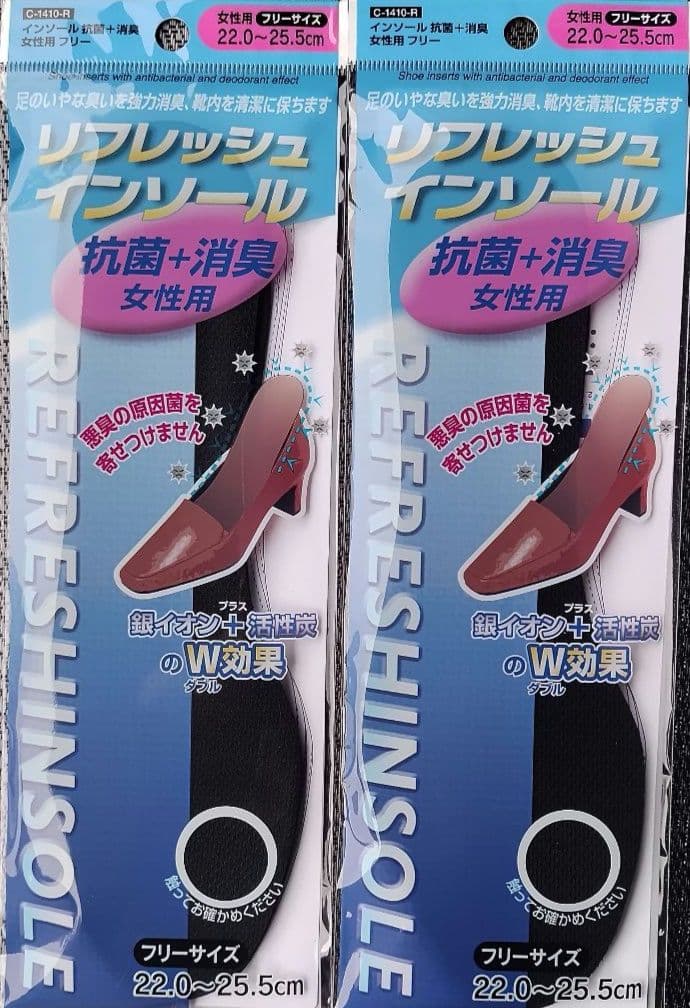 C-1410-R
インソール 抗菌＋消臭
女性用 フリー
女性用 フリーサイズ
22.0～25.5cm
Shoe inserts with antibacterial and deodorant effect
足のいやな臭いを強力消臭、靴内を清潔に保ちます
リフレッシュ
インソール
抗菌＋消臭
女性用
悪臭の原因菌を
寄せつけません
REFRESHINSOLE
プラス
銀イオン＋活性炭
のW効果
ダブル
触ってお確かめください
フリーサイズ
22.0～25.5cm
C-1410-R
インソール 抗菌＋消臭
女性用 フリー
女性用 フリーサイズ
22.0～25.5cm
Shoe inserts with antibacterial and deodorant effect
足のいやな臭いを強力消臭、靴内を清潔に保ちます
リフレッシュ
インソール
抗菌＋消臭
女性用
悪臭の原因菌を
寄せつけません
REFRESHINSOLE
プラス
銀イオン＋活性炭
のW効果
ダブル
触ってお確かめください
フリーサイズ
22.0～25.5cm